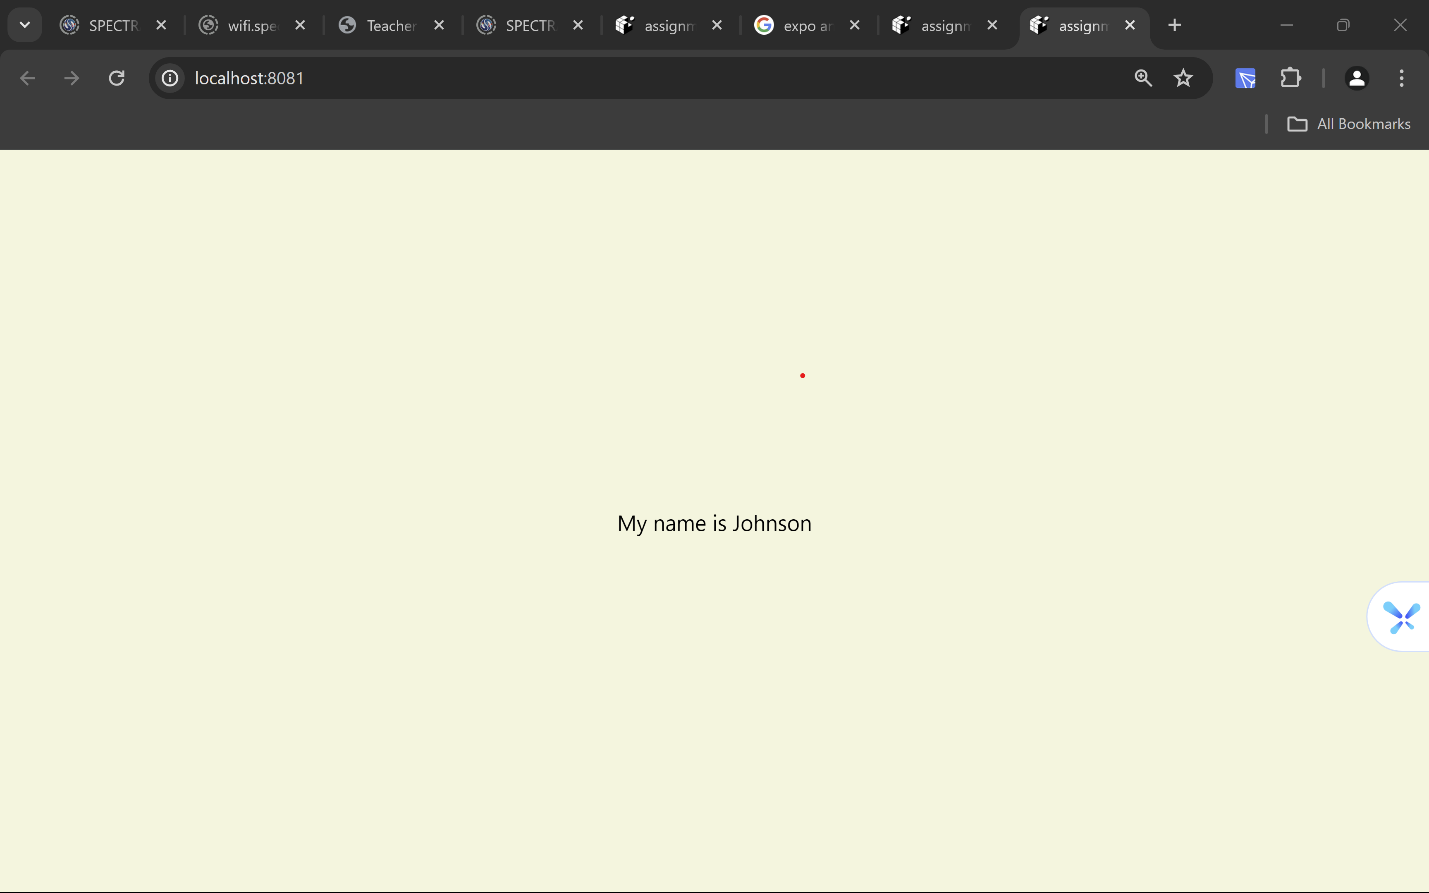 SPECTR
wifi.spe
Teacher
SPECTR
assignm
expo ar
assignm
assignm
localhost:8081
All Bookmarks
My name is Johnson